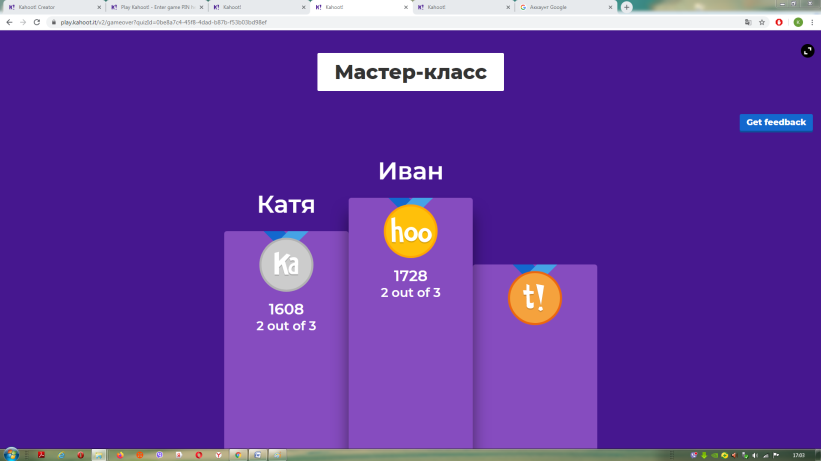 Kahoot! Creator
Play Kahoot! - Enter game PIN h
Kahoot!
Kahoot!
Kahoot!
Аккаунт Google
play.kahoot.it/v2/gameover?quizId=0be8a7c4-45f8-4dad-b87b-f53b03bd98ef
Мастер-класс
Get feedback
Иван
Катя
hoo
Ka
1728
t!
2 out of 3
1608
2 out of 3
17:03